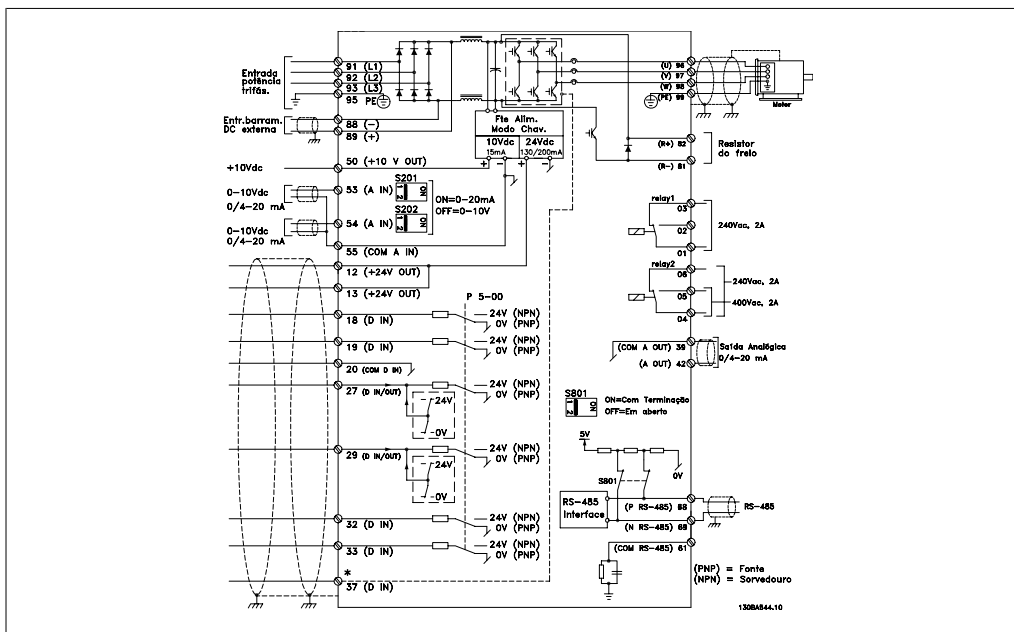 Entrada
potência
trifás.
91 (L1)
92 (L2)
93 (L3)
95 PE
Entr.barram.
DC externa
88 (-)
89 (+)
+10Vdc
50 (+10 V OUT)
0-10Vdc
0/4-20 mA
53 (A IN)
S201
1 2
ON
0-10Vdc
0/4-20 mA
54 (A IN)
S202
1 2
ON
ON=0-20mA
OFF=0-10V
55 (COM A IN)
12 (+24V OUT)
13 (+24V OUT)
Fte Alim.
Modo Chav.
10Vdc
15mA
24Vdc
130/200mA
+ - + -
P 5-00
18 (D IN)
24V (NPN)
0V (PNP)
19 (D IN)
24V (NPN)
0V (PNP)
20 (COM D IN)
27 (D IN/OUT)
24V (NPN)
0V (PNP)
24V
0V
29 (D IN/OUT)
24V (NPN)
0V (PNP)
24V
0V
32 (D IN)
24V (NPN)
0V (PNP)
33 (D IN)
24V (NPN)
0V (PNP)
*
37 (D IN)
(U) 96
(V) 97
(W) 98
(PE) 99
Motor
(R+) 82
(R-) 81
Resistor
do freio
relay1
03
02
01
240Vac, 2A
relay2
06
05
04
240Vac, 2A
400Vac, 2A
(COM A OUT) 39
(A OUT) 42
Saída Analógica
0/4-20 mA
S801
1 2
ON
ON=Com Terminação
OFF=Em aberto
5V
S801
0V
RS-485
Interface
(P RS-485) 68
(N RS-485) 69
RS-485
(COM RS-485) 61
(PNP) = Fonte
(NPN) = Sorvedouro
130BA544.10